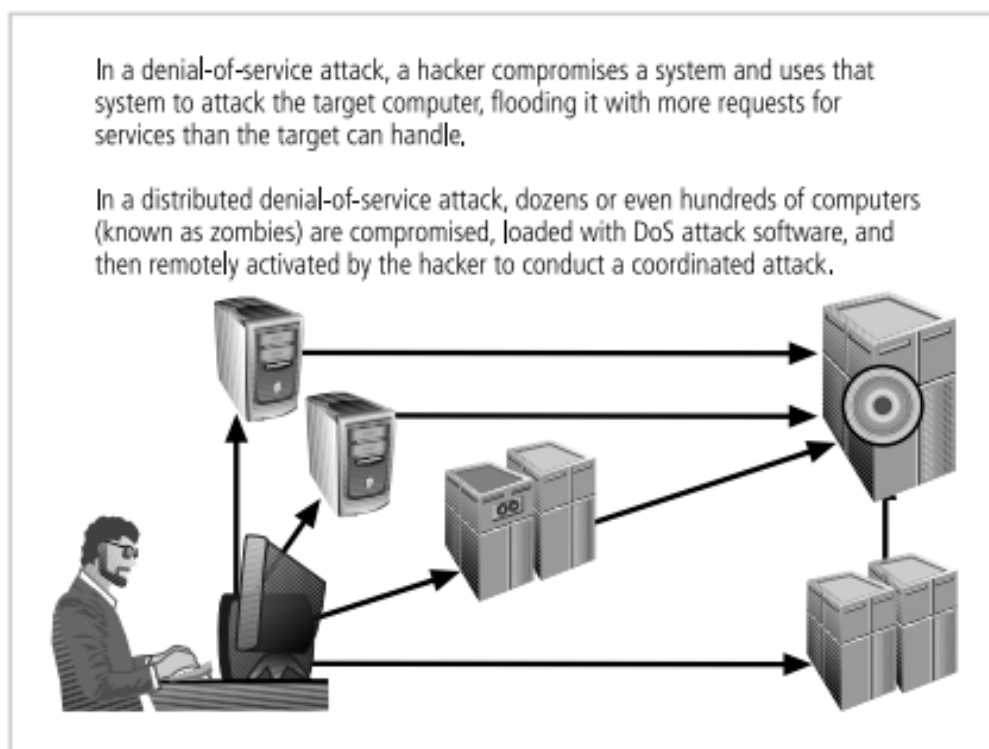 In a denial-of-service attack, a hacker compromises a system and uses that
system to attack the target computer, flooding it with more requests for
services than the target can handle.
In a distributed denial-of-service attack, dozens or even hundreds of computers
(known as zombies) are compromised, loaded with DoS attack software, and
then remotely activated by the hacker to conduct a coordinated attack.